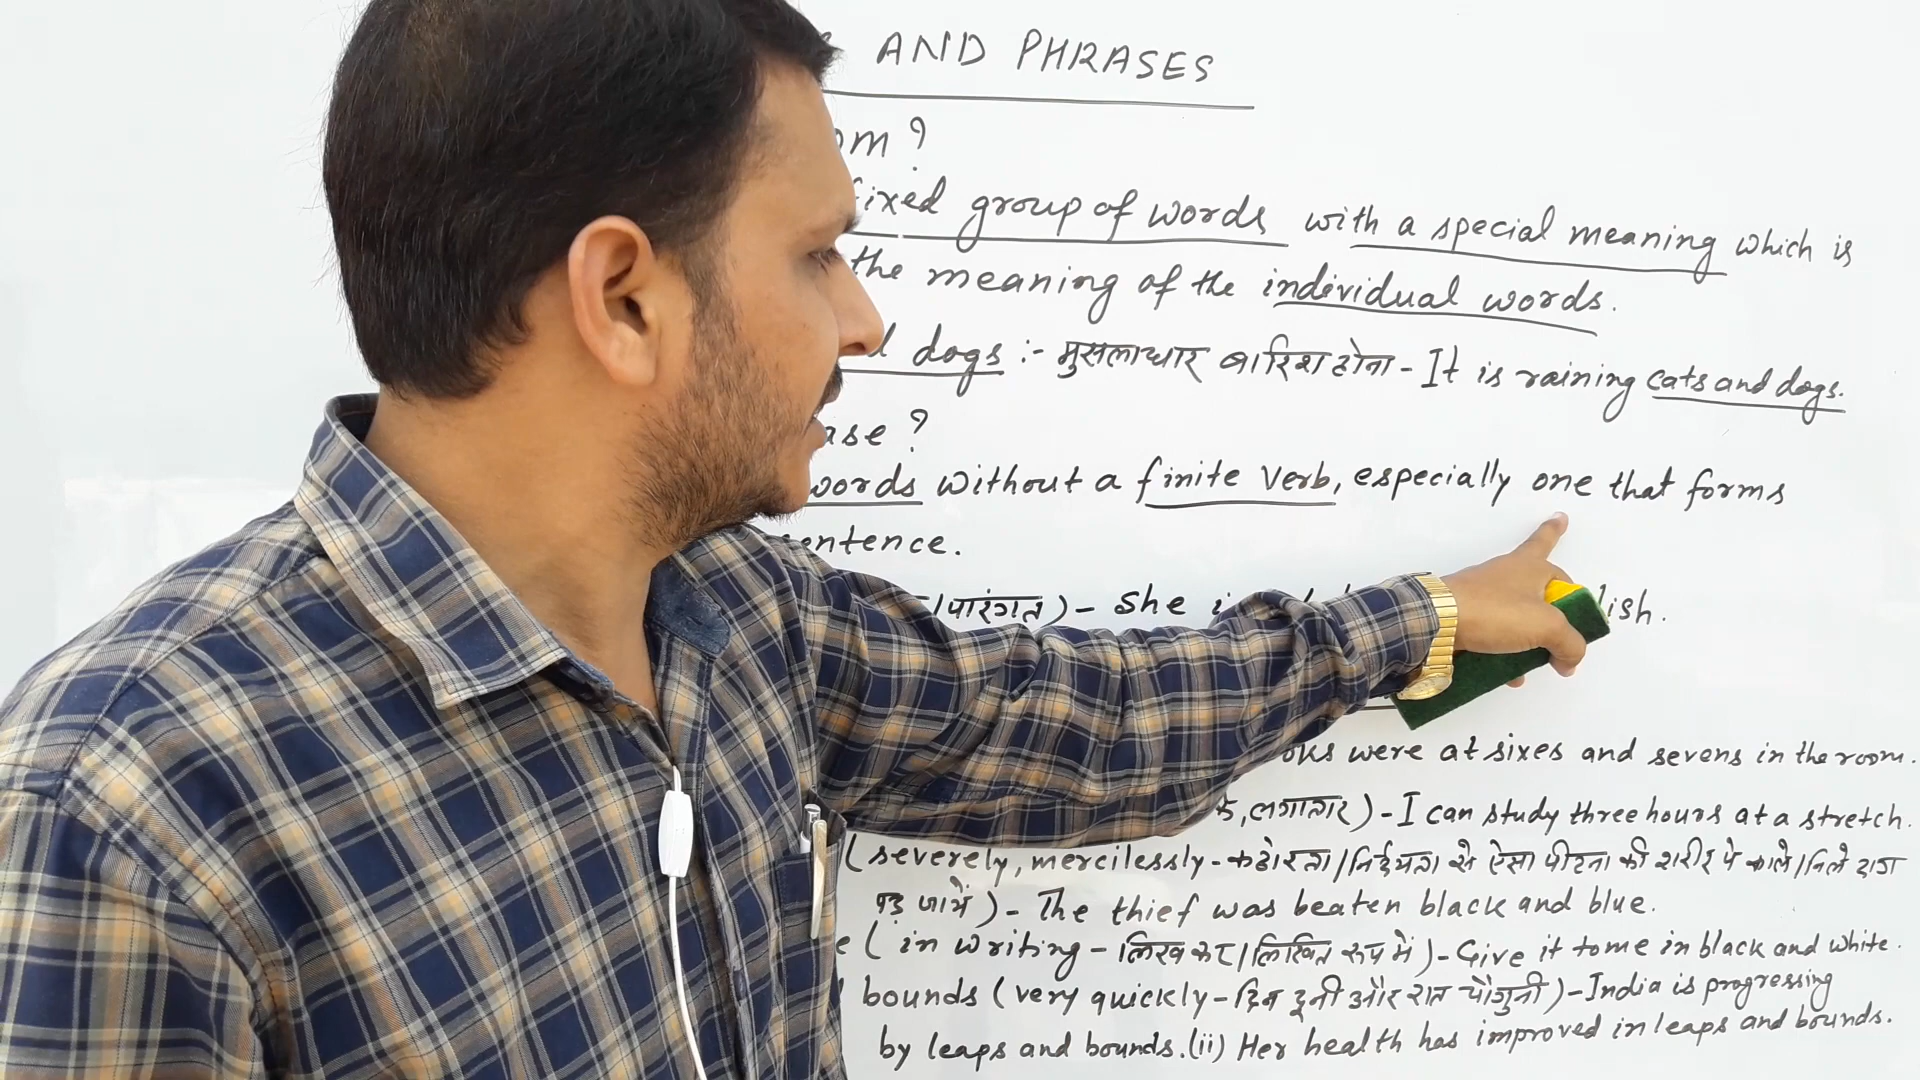 AND PHRASES
om ?
fixed group of words with a special meaning which is
the meaning of the individual words.
d dogs :- मुसलाधार बारिश होना - It is raining cats and dogs.
ase ?
words without a finite verb, especially one that forms
entence.
/पारंगत) - She lish.
oks were at sixes and sevens in the room.
लगातार) - I can study three hours at a stretch.
( severely, mercilessly - कठोरता/निर्दयता से ऐसा पीटना की शरीर पे काले/निले दाग
पड़ जायें ) - The thief was beaten black and blue.
e ( in writing - लिखकर/लिखित रूप में ) - Give it to me in black and white.
bounds ( very quickly - दिन दूनी और रात चौगुनी ) - India is progressing
by leaps and bounds. (ii) Her health has improved in leaps and bounds.